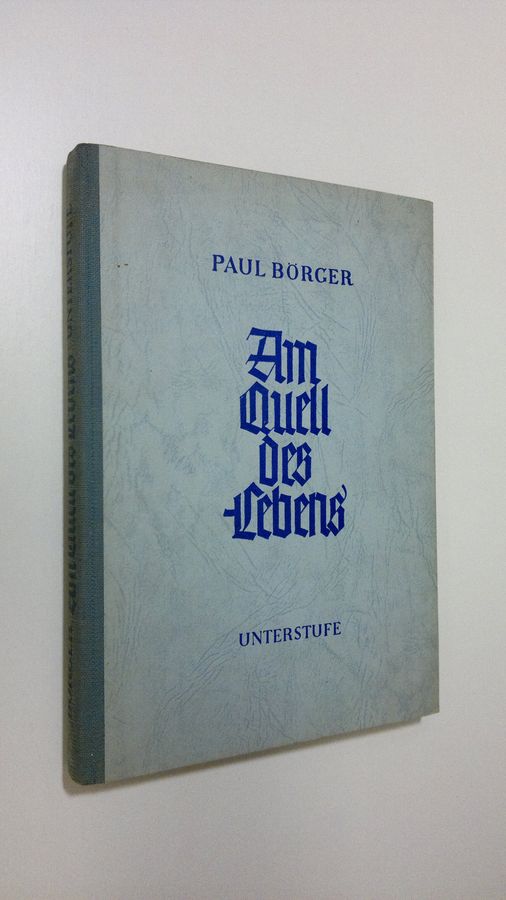 PAUL BÖRGER
Am
Quell
des
Lebens
UNTERSTUFE